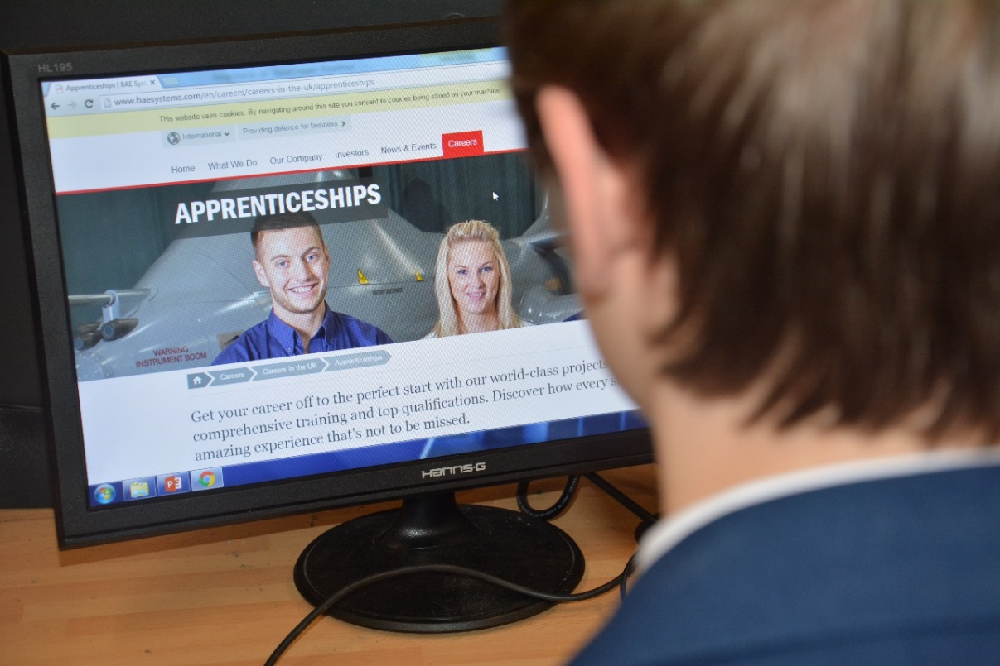 HL195
Apprenticeships | BAE Syst
www.baesystems.com/en/careers/careers-in-the-uk/apprenticeships
This website uses cookies. By navigating around this site you consent to cookies being stored on your machine
International Providing defence for business
Home What We Do Our Company Investors News & Events Careers
APPRENTICESHIPS
WARNING
INSTRUMENT BOOM
Careers Careers in the UK Apprenticeships
Get your career off to the perfect start with our world-class projects
comprehensive training and top qualifications. Discover how every s
amazing experience that's not to be missed.
HANNS-G